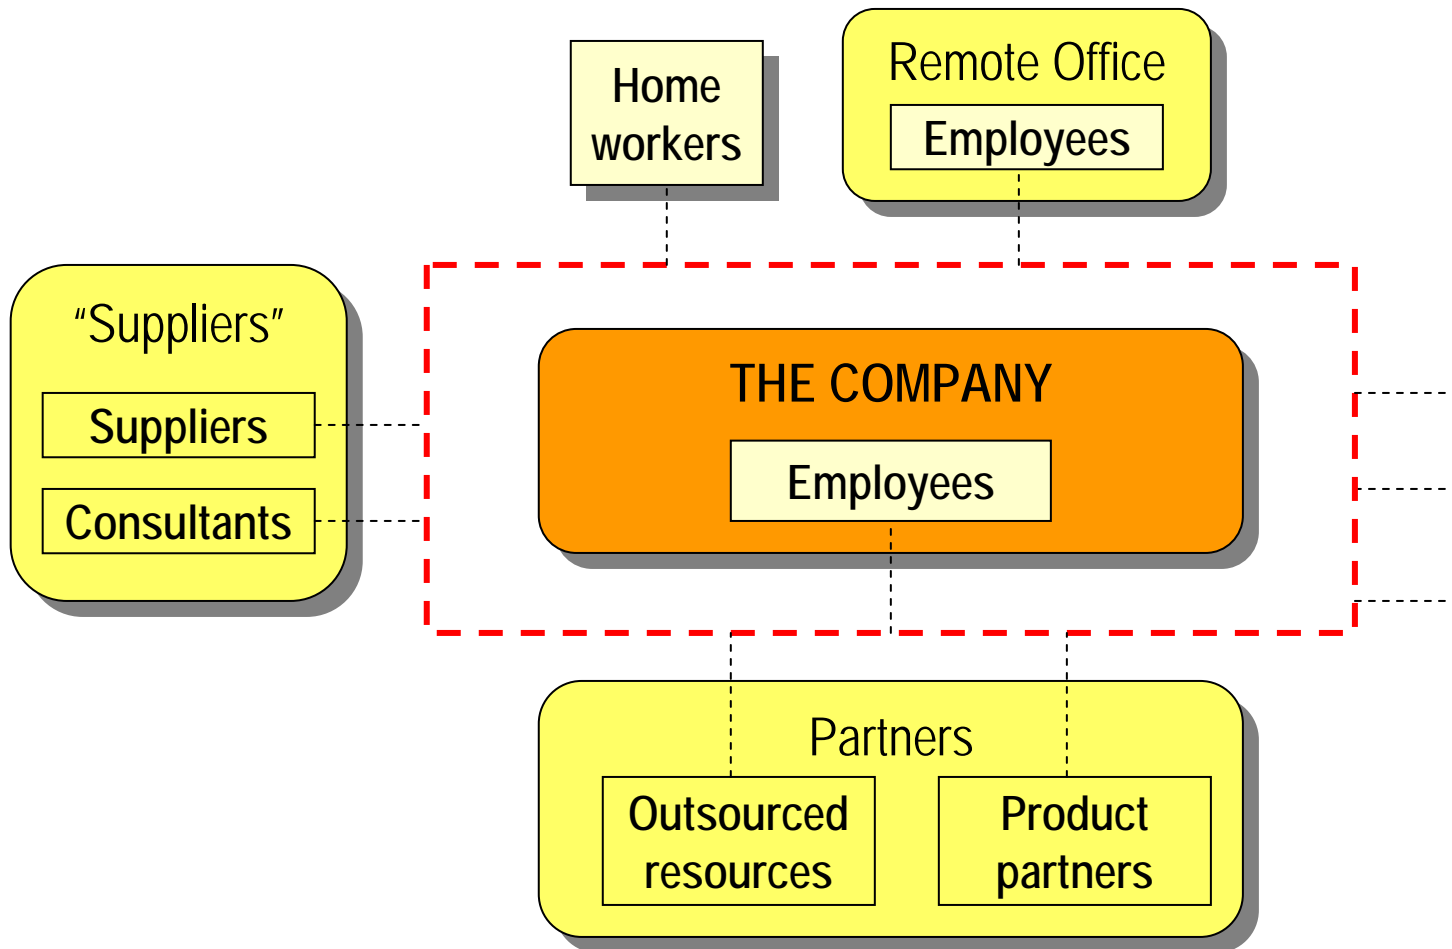 Home
workers
Remote Office
Employees
“Suppliers”
Suppliers
Consultants
THE COMPANY
Employees
Partners
Outsourced
resources
Product
partners